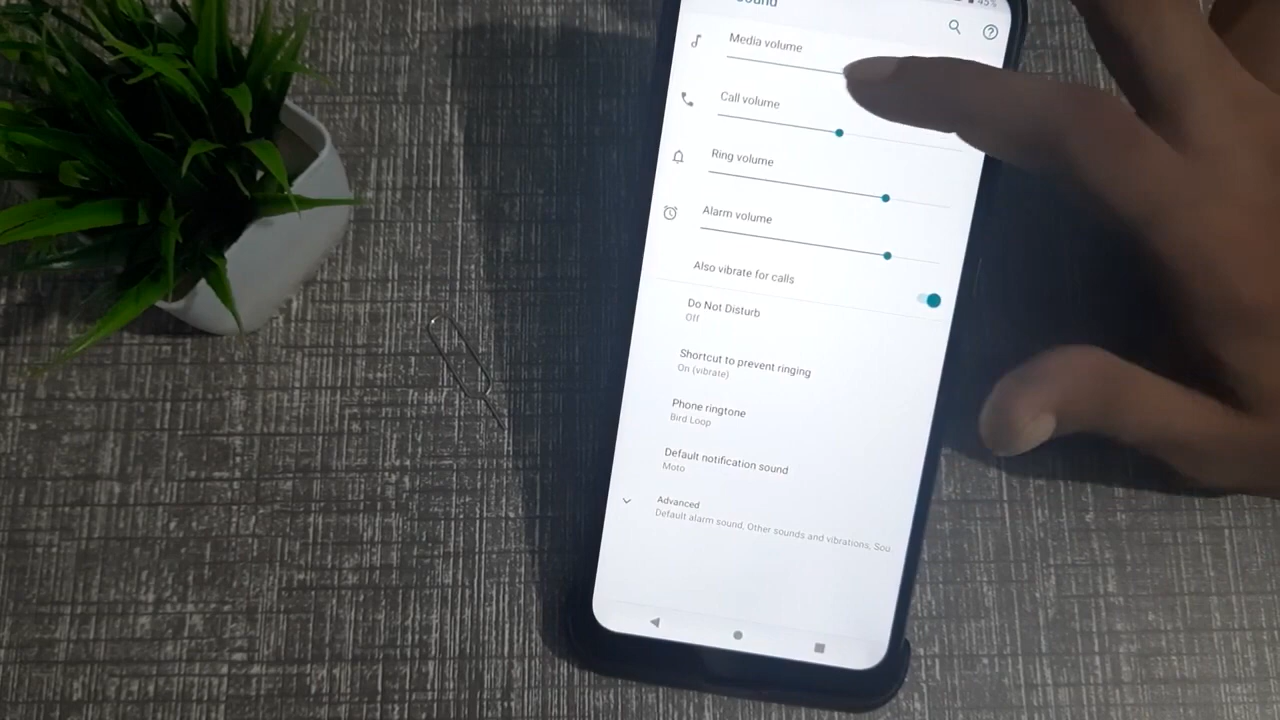 Sound
45%
Media volume
Call volume
Ring volume
Alarm volume
Also vibrate for calls
Do Not Disturb
Off
Shortcut to prevent ringing
On (vibrate)
Phone ringtone
Bird Loop
Default notification sound
Moto
Advanced
Default alarm sound, Other sounds and vibrations, Sou